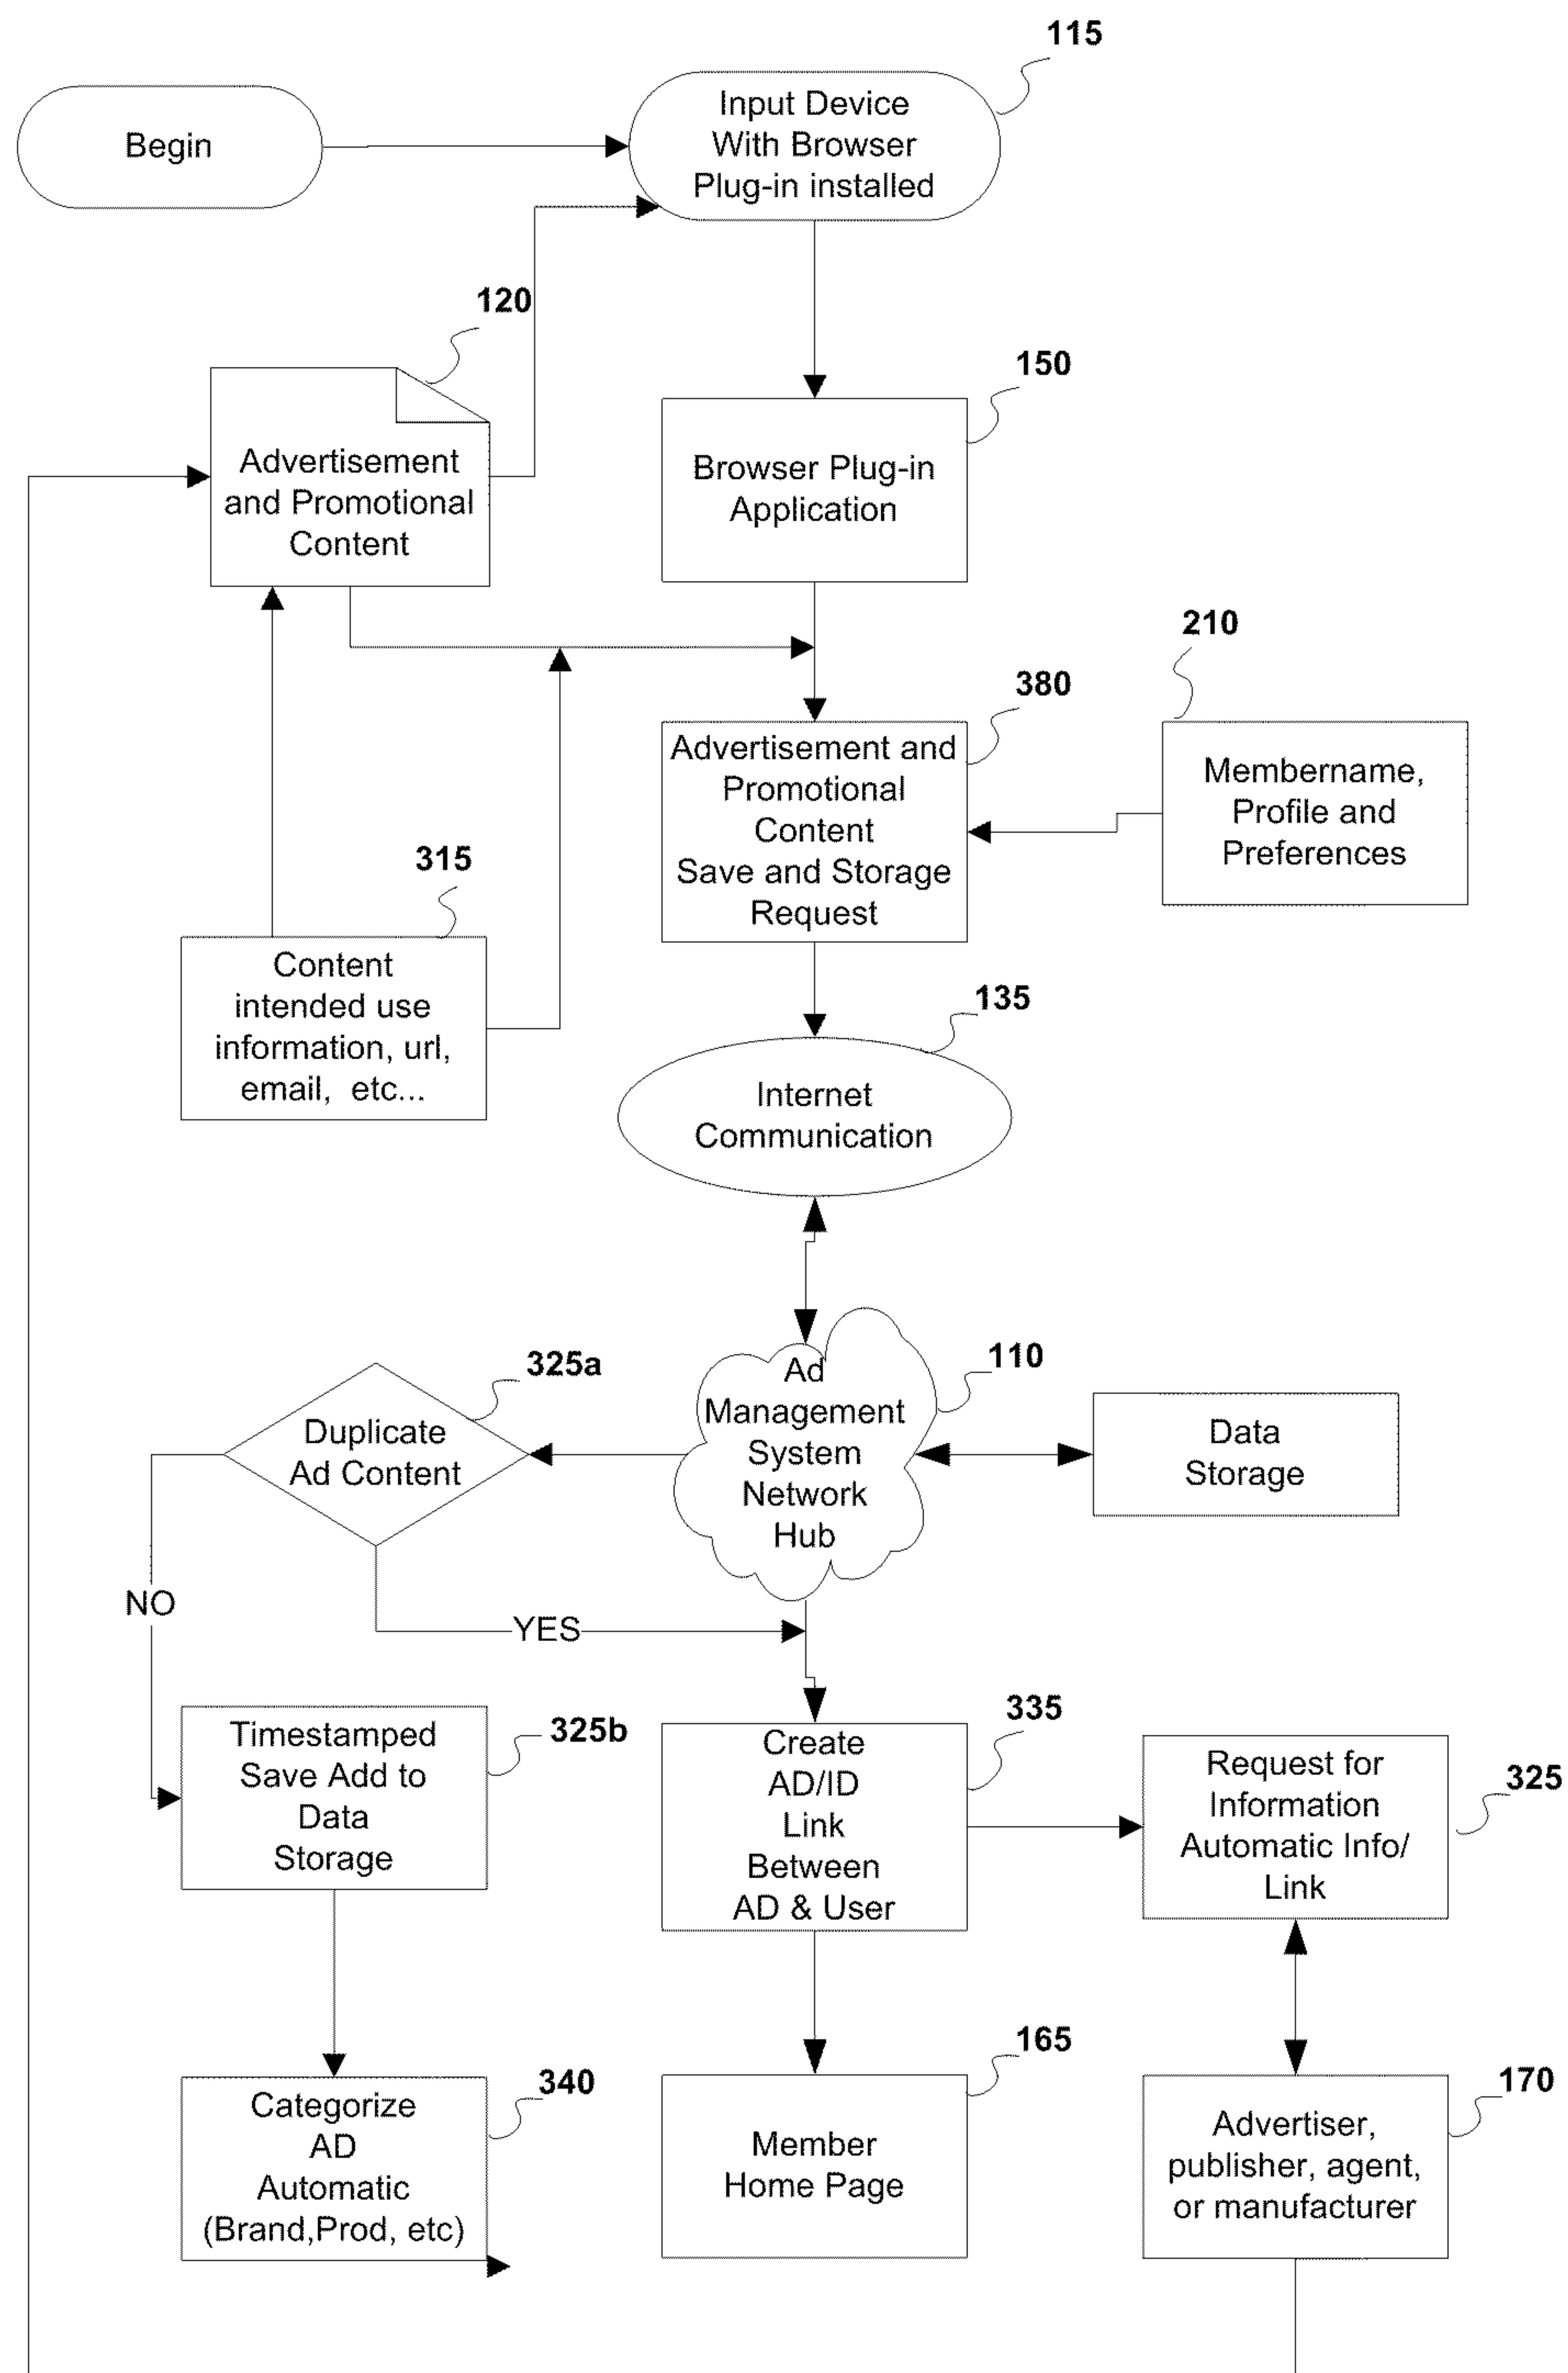 115
Begin
Input Device
With Browser
Plug-in installed
120
150
Advertisement
and Promotional
Content
Browser Plug-in
Application
210
380
Advertisement and
Promotional
Content
Save and Storage
Request
Membername,
Profile and
Preferences
315
Content
intended use
information, url,
email, etc...
135
Internet
Communication
325a
Duplicate
Ad Content
110
Ad
Management
System
Network
Hub
Data
Storage
NO
YES
Timestamped
Save Add to
Data
Storage
325b
335
Create
AD/ID
Link
Between
AD & User
Request for
Information
Automatic Info/
Link
325
340
Categorize
AD
Automatic
(Brand,Prod, etc)
165
Member
Home Page
170
Advertiser,
publisher, agent,
or manufacturer